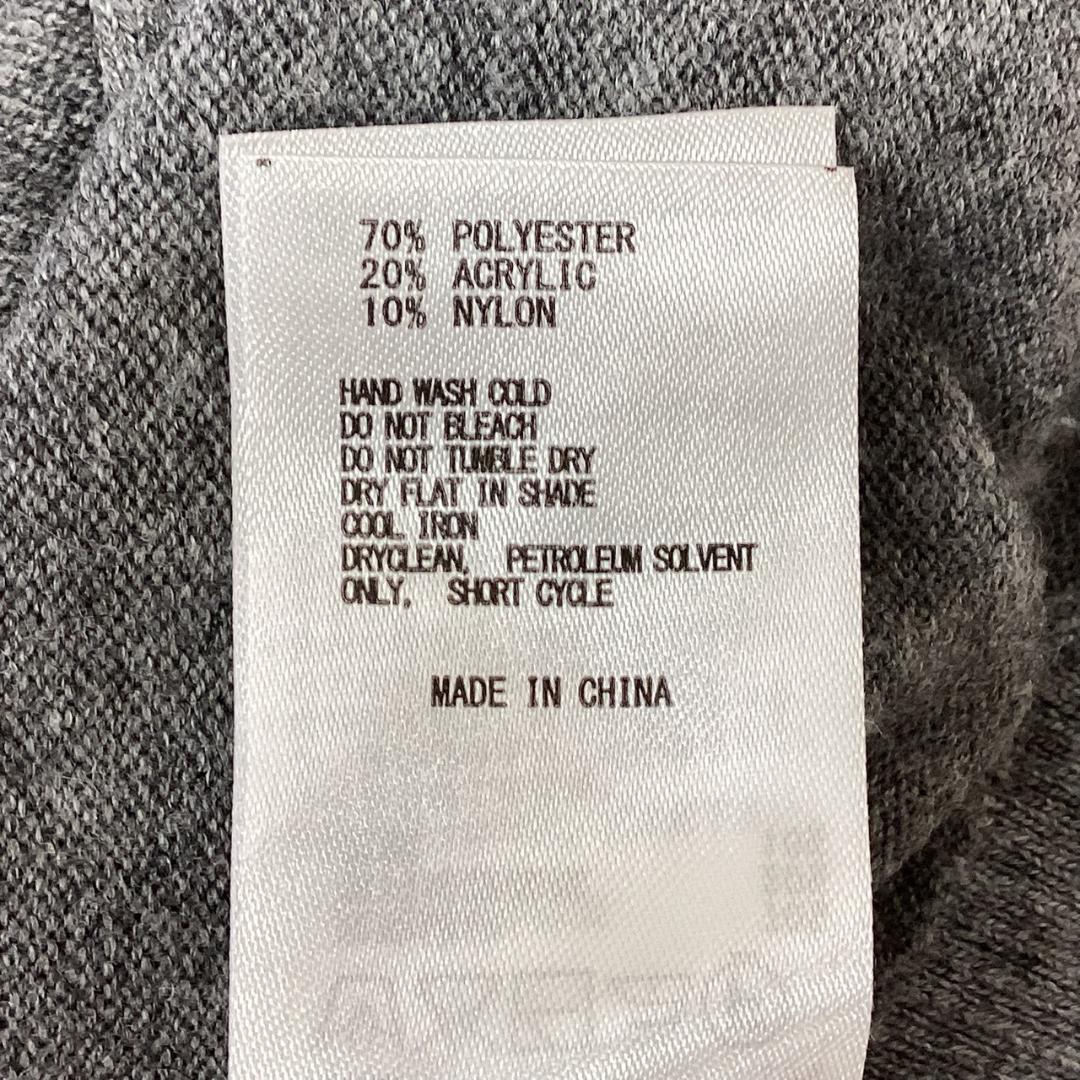 70% POLYESTER
20% ACRYLIC
10% NYLON
HAND WASH COLD
DO NOT BLEACH
DO NOT TUMBLE DRY
DRY FLAT IN SHADE
COOL IRON
DRYCLEAN, PETROLEUM SOLVENT
ONLY, SHORT CYCLE
MADE IN CHINA